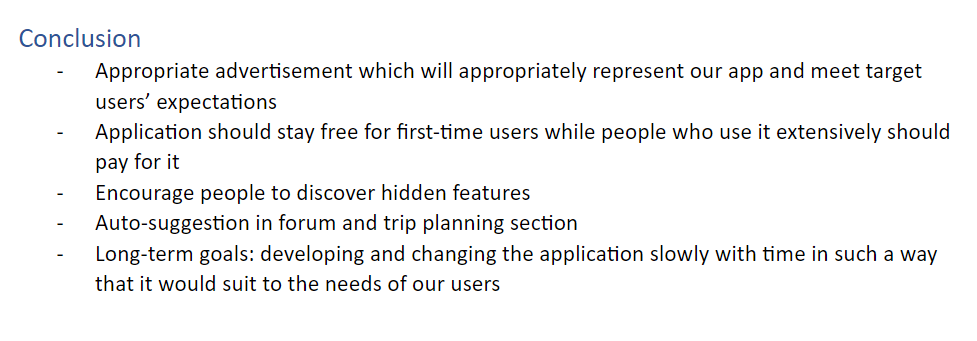 Conclusion
- Appropriate advertisement which will appropriately represent our app and meet target
users’ expectations
- Application should stay free for first-time users while people who use it extensively should
pay for it
- Encourage people to discover hidden features
- Auto-suggestion in forum and trip planning section
- Long-term goals: developing and changing the application slowly with time in such a way
that it would suit to the needs of our users